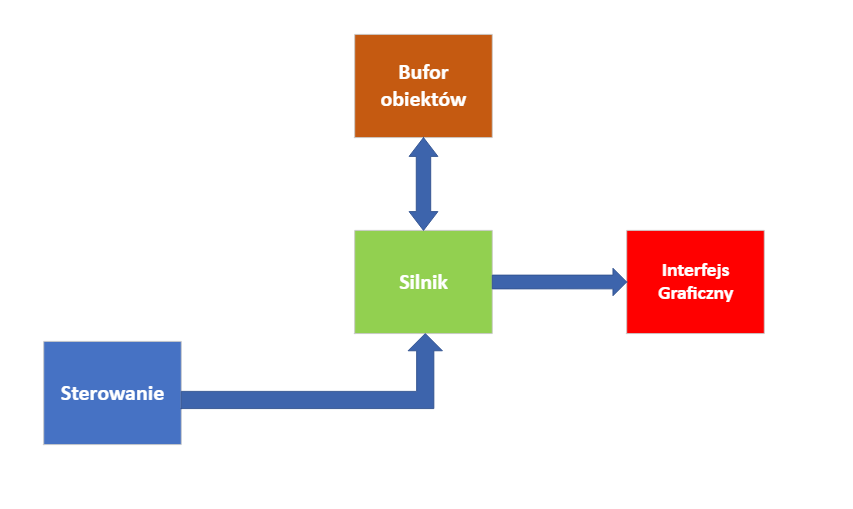 Bufor
obiektów
Silnik
Interfejs
Graficzny
Sterowanie